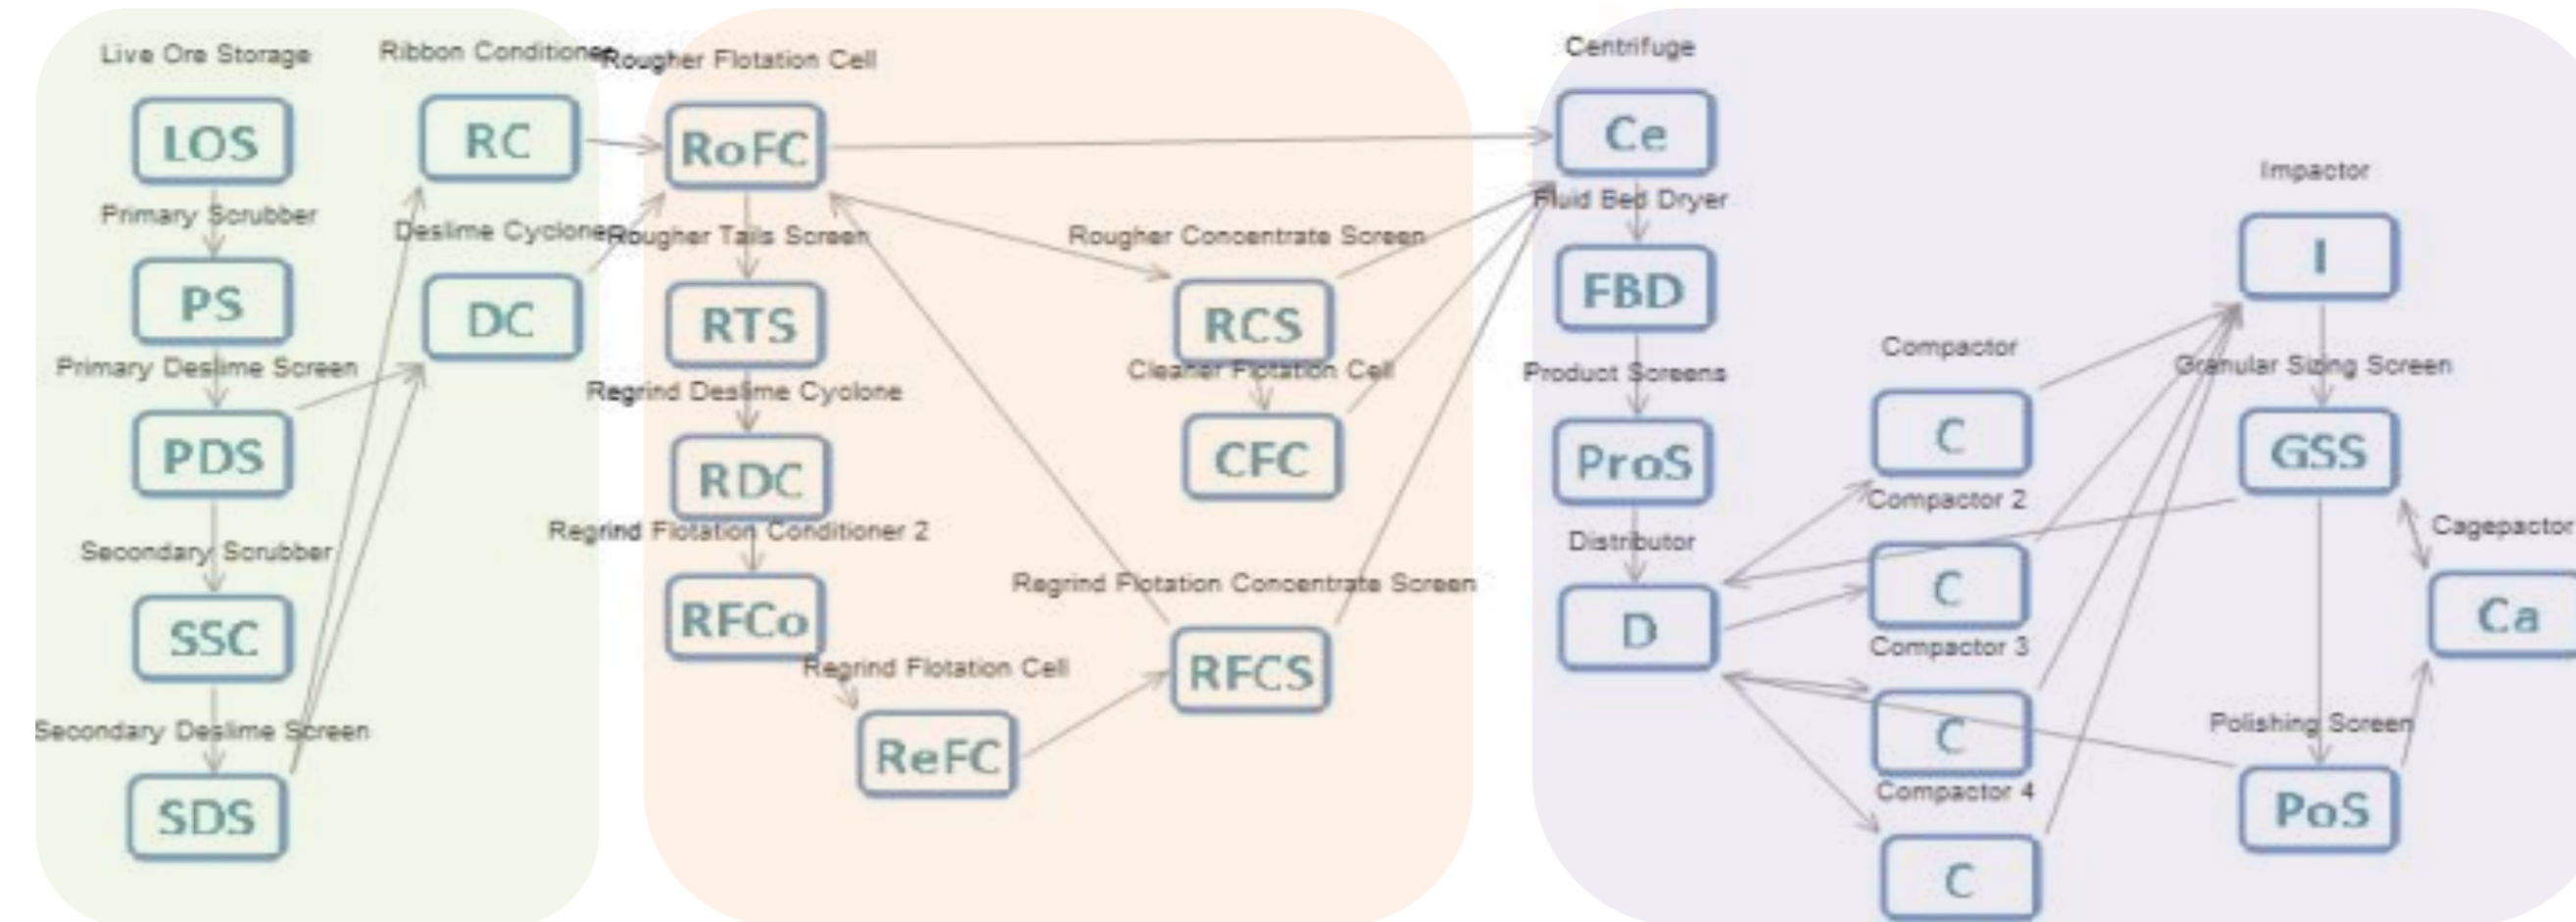 Live Ore Storage
LOS
Primary Scrubber
PS
Primary Deslime Screen
PDS
Secondary Scrubber
SSC
Secondary Deslime Screen
SDS
Ribbon Conditioner
RC
Deslime Cyclone
DC
Rougher Flotation Cell
RoFC
Rougher Tails Screen
RTS
Regrind Deslime Cyclone
RDC
Regrind Flotation Conditioner 2
RFCo
Regrind Flotation Cell
ReFC
Rougher Concentrate Screen
RCS
Cleaner Flotation Cell
CFC
Regrind Flotation Concentrate Screen
RFCS
Centrifuge
Ce
Fluid Bed Dryer
FBD
Product Screens
ProS
Distributor
D
Compactor
C
Compactor 2
C
Compactor 3
C
Compactor 4
C
Impactor
I
Granular Sizing Screen
GSS
Cagepactor
Ca
Polishing Screen
PoS